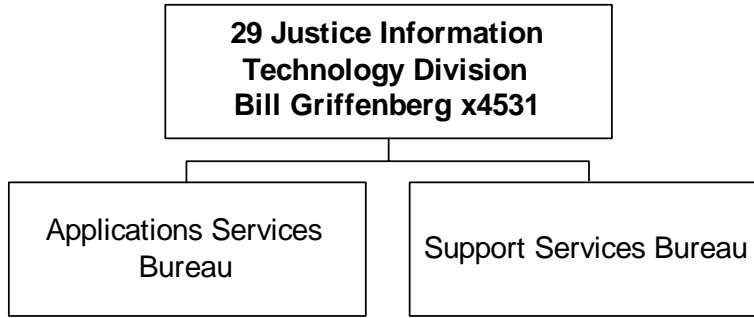 29 Justice Information
Technology Division
Bill Griffenberg x4531
Applications Services
Bureau
Support Services Bureau